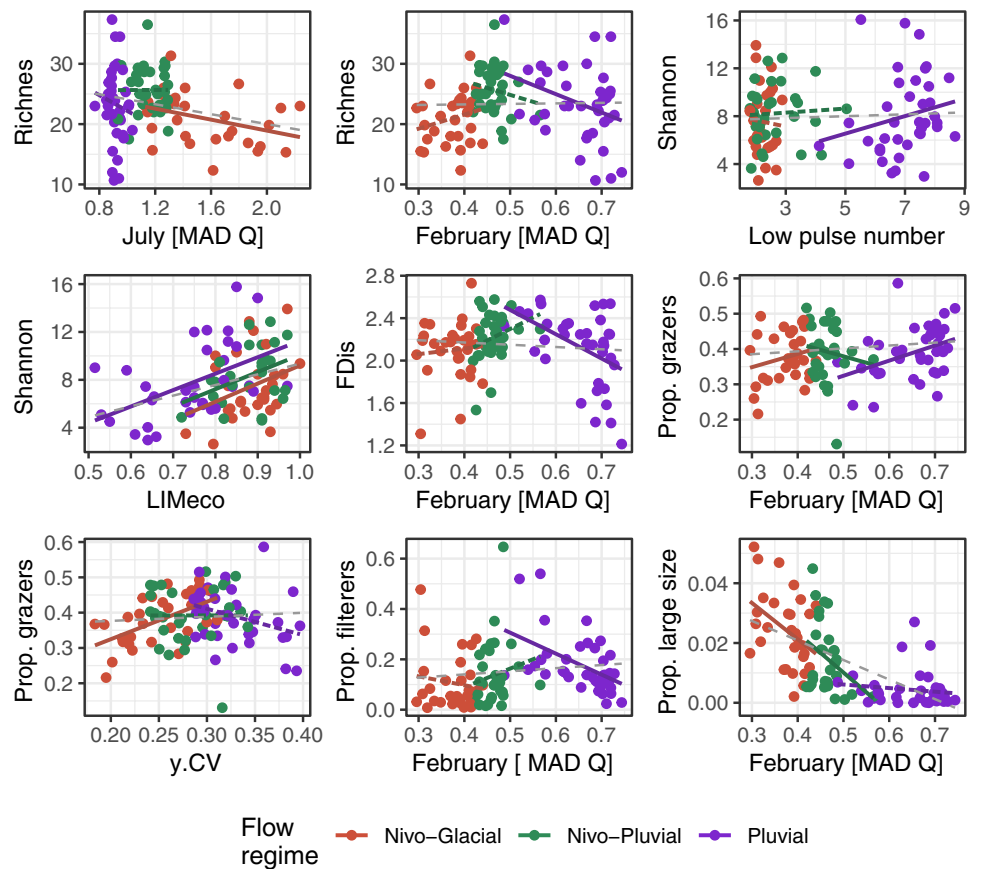 Richnes
30
20
10
0.8 1.2 1.6 2.0
July [MAD Q]
Richnes
30
20
10
0.3 0.4 0.5 0.6 0.7
February [MAD Q]
Shannon
16
12
8
4
3 5 7 9
Low pulse number
Shannon
16
12
8
4
0.5 0.6 0.7 0.8 0.9 1.0
LIMeco
FDis
2.8
2.4
2.0
1.6
1.2
0.3 0.4 0.5 0.6 0.7
February [MAD Q]
Prop. grazers
0.6
0.5
0.4
0.3
0.2
0.3 0.4 0.5 0.6 0.7
February [MAD Q]
Prop. grazers
0.6
0.5
0.4
0.3
0.2
0.20 0.25 0.30 0.35 0.40
y.CV
Prop. filterers
0.6
0.4
0.2
0.0
0.3 0.4 0.5 0.6 0.7
February [ MAD Q]
Prop. large size
0.04
0.02
0.00
0.3 0.4 0.5 0.6 0.7
February [MAD Q]
Flow
regime
Nivo−Glacial
Nivo−Pluvial
Pluvial